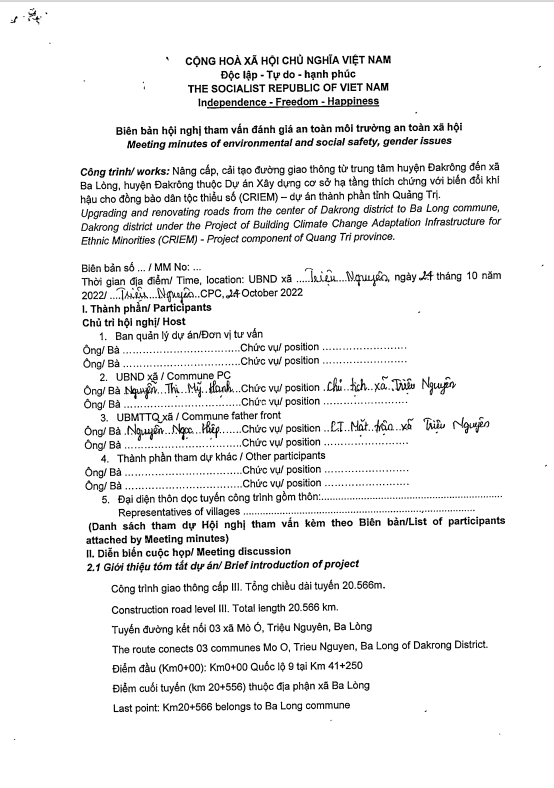 CỘNG HOÀ XÃ HỘI CHỦ NGHĨA VIỆT NAM
Độc lập - Tự do - hạnh phúc
THE SOCIALIST REPUBLIC OF VIET NAM
Independence - Freedom - Happiness
Biên bản hội nghị tham vấn đánh giá an toàn môi trường an toàn xã hội
Meeting minutes of environmental and social safety, gender issues
Công trình/ works: Nâng cấp, cải tạo đường giao thông từ trung tâm huyện Đakrông đến xã
Ba Lòng, huyện Đakrông thuộc Dự án Xây dựng cơ sở hạ tầng thích chứng với biến đổi khí
hậu cho đồng bào dân tộc thiểu số (CRIEM) – dự án thành phần tỉnh Quảng Trị.
Upgrading and renovating roads from the center of Dakrong district to Ba Long commune,
Dakrong district under the Project of Building Climate Change Adaptation Infrastructure for
Ethnic Minorities (CRIEM) - Project component of Quang Tri province.
Biên bản số ... / MM No: ...
Thời gian địa điểm/ Time, location: UBND xã .....Triệu...Nguyên, ngày 24 tháng 10 năm
2022/ ....Triệu...Nguyên..CPC, 24 October 2022
I. Thành phần/ Participants
Chủ trì hội nghị/ Host
1. Ban quản lý dự án/Đơn vị tư vấn
Ông/ Bà ....................................Chức vụ/ position ..........................
Ông/ Bà ....................................Chức vụ/ position ..........................
2. UBND xã / Commune PC
Ông/ Bà Nguyễn...Thị...Mỹ...Hạnh...Chức vụ/ position ..Chủ..tịch..xã..Triệu Nguyên
Ông/ Bà ....................................Chức vụ/ position ..........................
3. UBMTTQ xã / Commune father front
Ông/ Bà .Nguyễn...Ngọc...Hiệp.......Chức vụ/ position ..CT..Mặt..trận..xã Triệu Nguyên
Ông/ Bà ....................................Chức vụ/ position ..........................
4. Thành phần tham dự khác / Other participants
Ông/ Bà ....................................Chức vụ/ position ..........................
Ông/ Bà ....................................Chức vụ/ position ..........................
5. Đại diện thôn dọc tuyến công trình gồm thôn:.......................................................
Representatives of villages .......................................................
(Danh sách tham dự Hội nghị tham vấn kèm theo Biên bản/List of participants
attached by Meeting minutes)
II. Diễn biến cuộc họp/ Meeting discussion
2.1 Giới thiệu tóm tắt dự án/ Brief introduction of project
Công trình giao thông cấp III. Tổng chiều dài tuyến 20.566m.
Construction road level III. Total length 20.566 km.
Tuyến đường kết nối 03 xã Mò Ó, Triệu Nguyên, Ba Lòng
The route conects 03 communes Mo O, Trieu Nguyen, Ba Long of Dakrong District.
Điểm đầu (Km0+00): Km0+00 Quốc lộ 9 tại Km 41+250
Điểm cuối tuyến (km 20+556) thuộc địa phận xã Ba Lòng
Last point: Km20+566 belongs to Ba Long commune